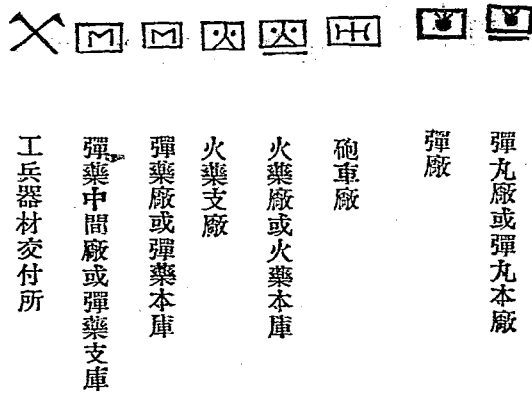 彈丸廠或彈丸本廠
彈廠
砲車廠
火藥廠或火藥本庫
火藥支廠
彈藥廠或彈藥本庫
彈藥中間廠或彈藥支庫
工兵器材交付所